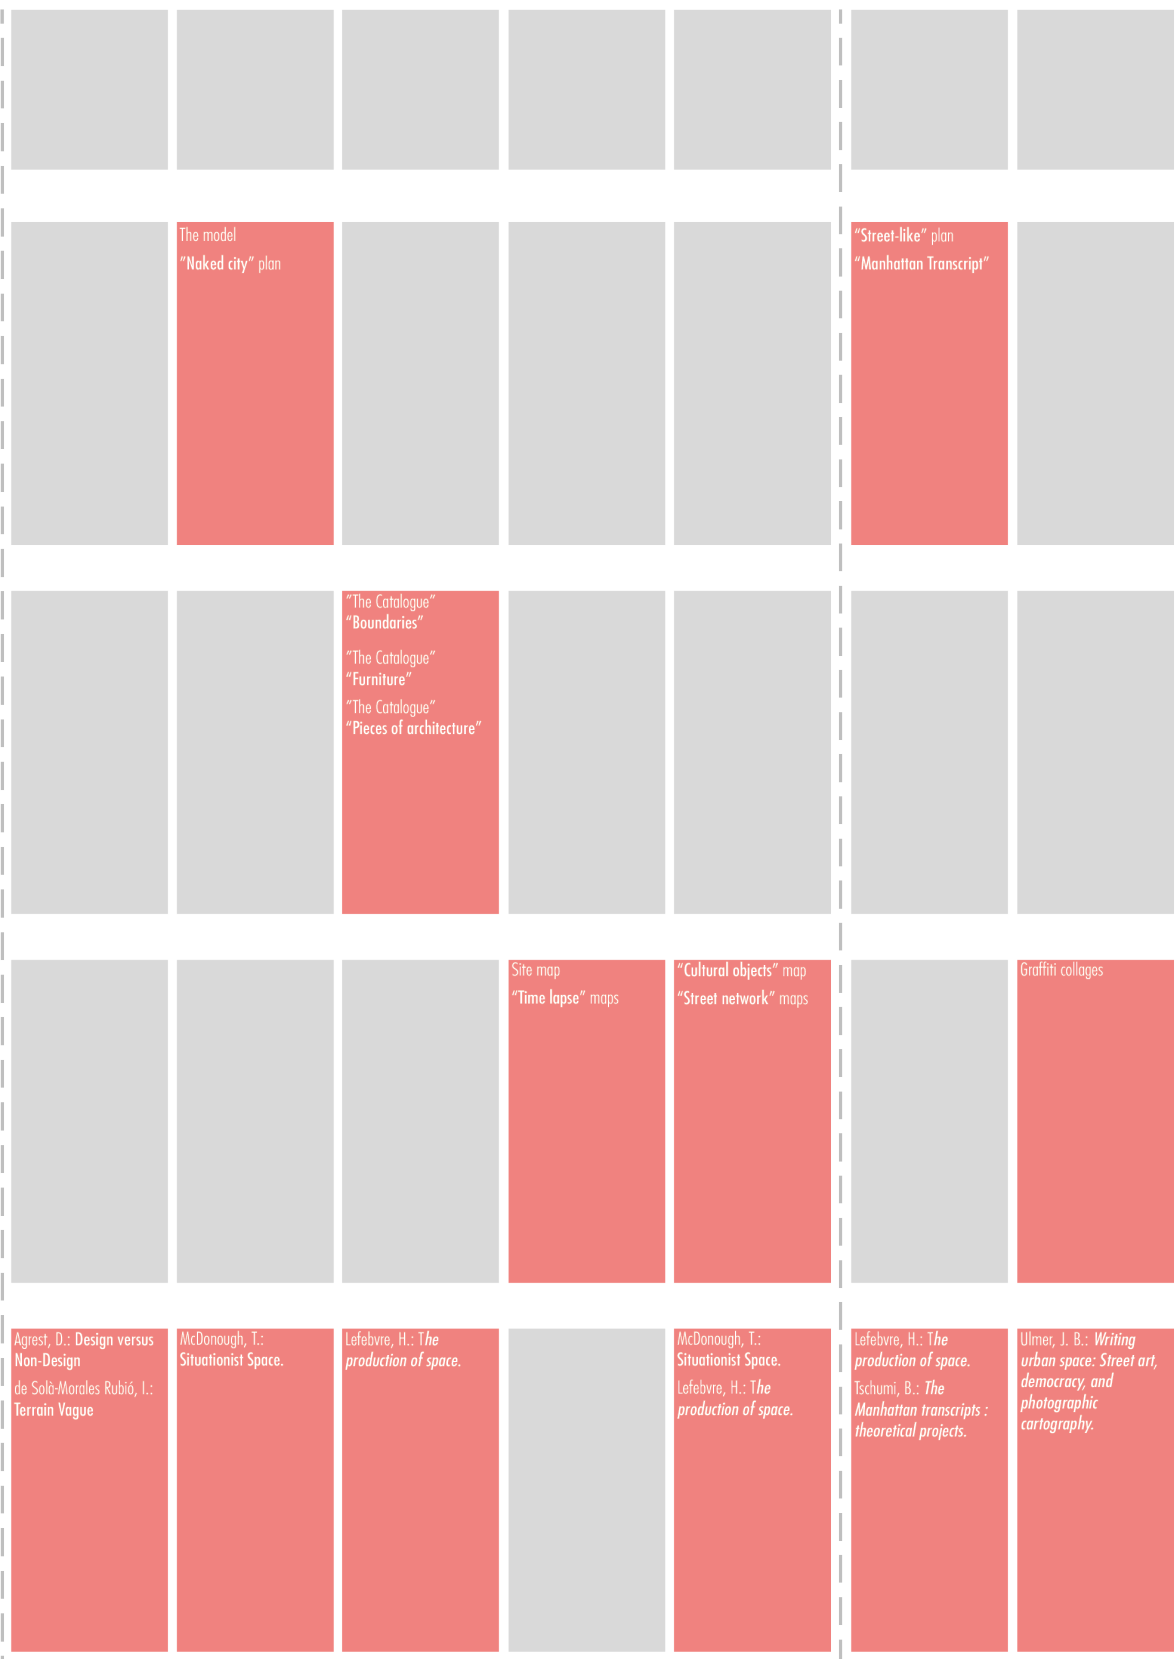 The model
”Naked city” plan
“Street-like” plan
“Manhattan Transcript”
”The Catalogue”
“Boundaries”
”The Catalogue”
“Furniture”
”The Catalogue”
“Pieces of architecture”
Site map
“Time lapse” maps
“Cultural objects” map
“Street network” maps
Graffiti collages
Agrest, D.: Design versus
Non-Design
de Solà-Morales Rubió, I.:
Terrain Vague
McDonough, T.:
Situationist Space.
Lefebvre, H.: The
production of space.
McDonough, T.:
Situationist Space.
Lefebvre, H.: The
production of space.
Lefebvre, H.: The
production of space.
Tschumi, B.: The
Manhattan transcripts :
theoretical projects.
Ulmer, J. B.: Writing
urban space: Street art,
democracy, and
photographic
cartography.